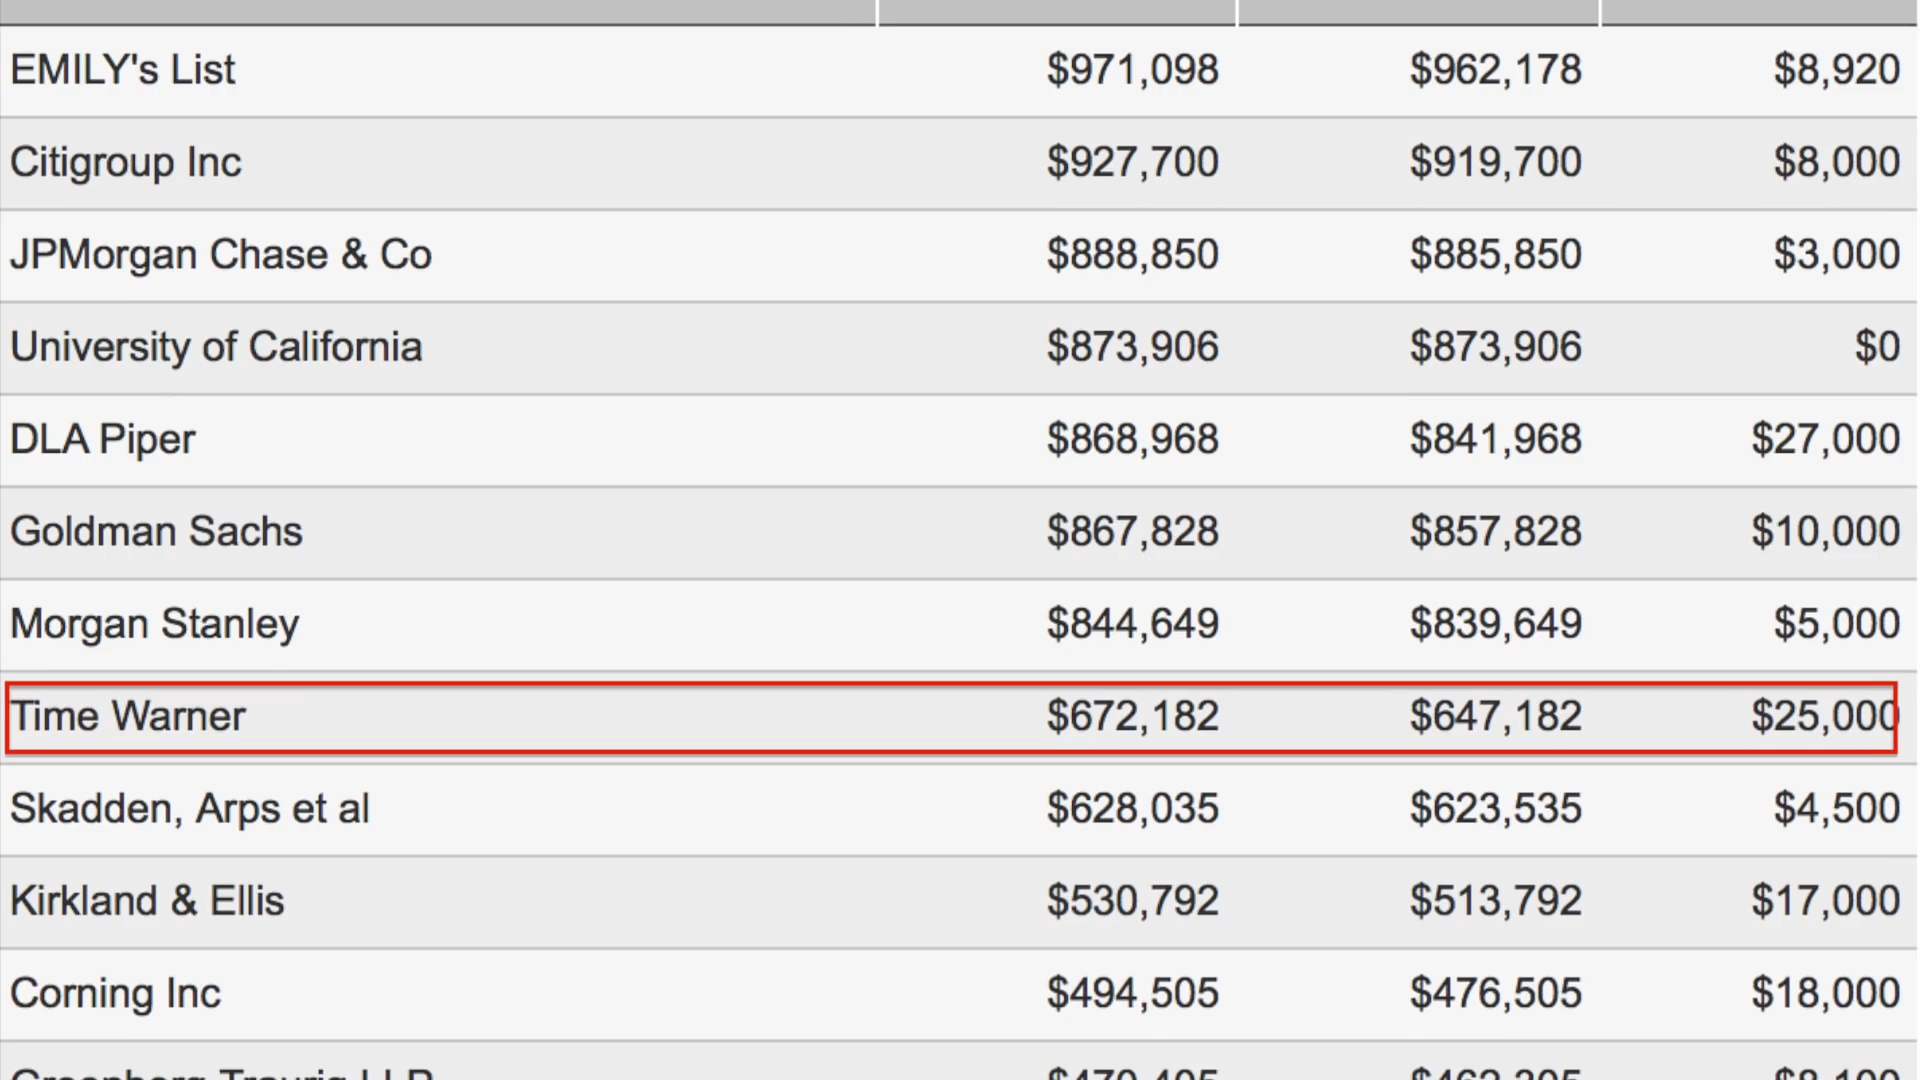 EMILY's List $971,098 $962,178 $8,920
Citigroup Inc $927,700 $919,700 $8,000
JPMorgan Chase & Co $888,850 $885,850 $3,000
University of California $873,906 $873,906 $0
DLA Piper $868,968 $841,968 $27,000
Goldman Sachs $867,828 $857,828 $10,000
Morgan Stanley $844,649 $839,649 $5,000
Time Warner $672,182 $647,182 $25,000
Skadden, Arps et al $628,035 $623,535 $4,500
Kirkland & Ellis $530,792 $513,792 $17,000
Corning Inc $494,505 $476,505 $18,000